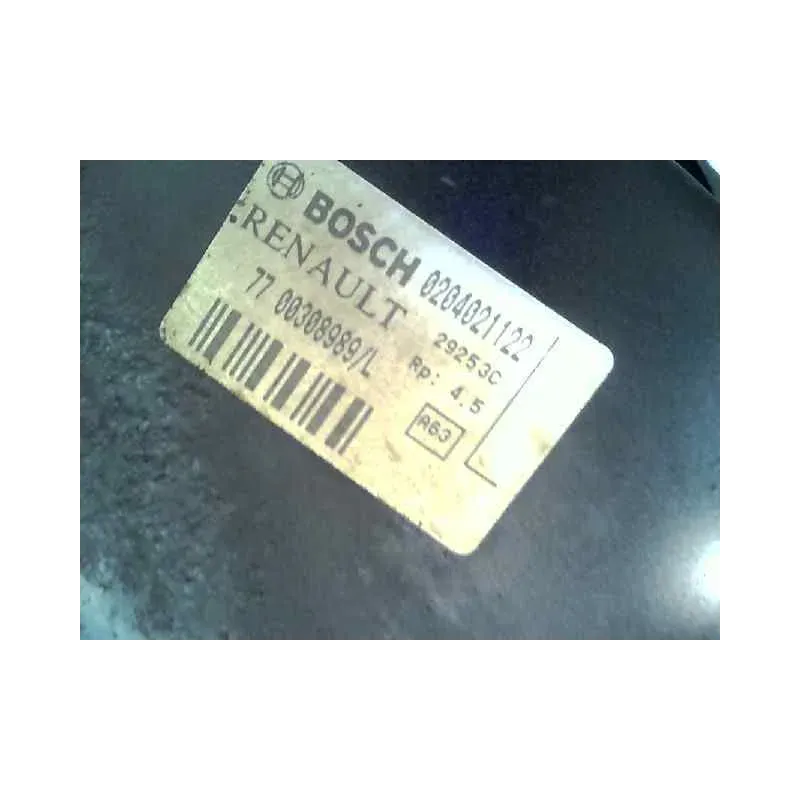 BOSCH 0204021122
RENAULT 29253C
77 00308989/L Rp: 4.5
A63